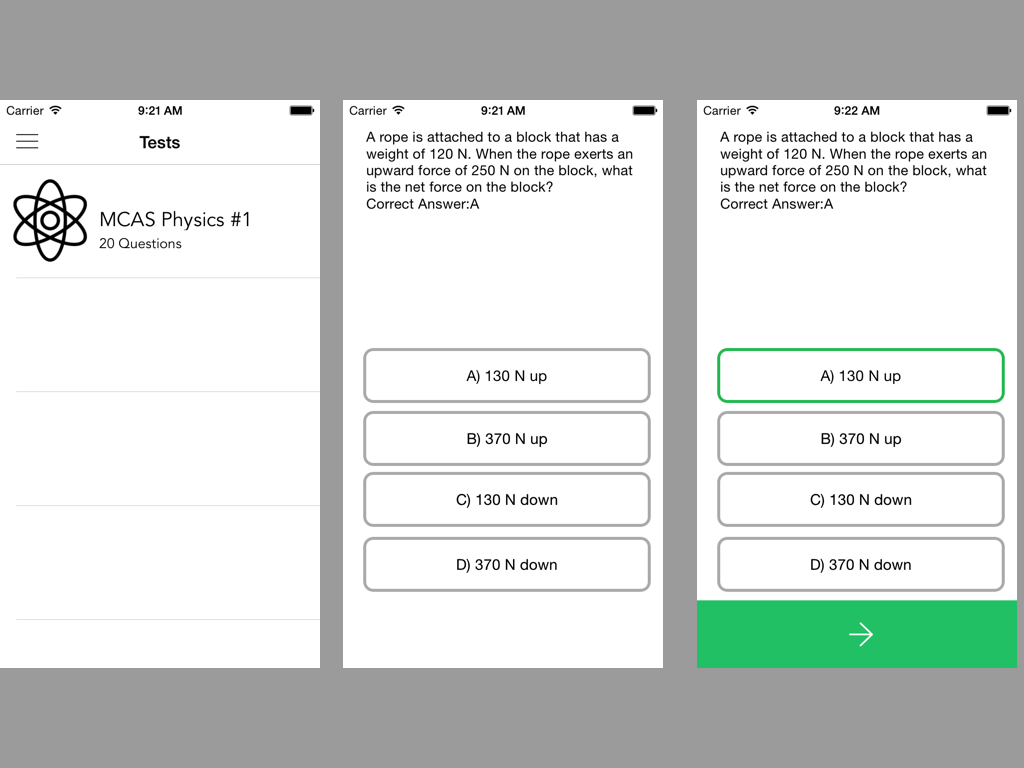 Carrier 9:21 AM
Tests
MCAS Physics #1
20 Questions
Carrier 9:21 AM
A rope is attached to a block that has a
weight of 120 N. When the rope exerts an
upward force of 250 N on the block, what
is the net force on the block?
Correct Answer:A
A) 130 N up
B) 370 N up
C) 130 N down
D) 370 N down
Carrier 9:22 AM
A rope is attached to a block that has a
weight of 120 N. When the rope exerts an
upward force of 250 N on the block, what
is the net force on the block?
Correct Answer:A
A) 130 N up
B) 370 N up
C) 130 N down
D) 370 N down